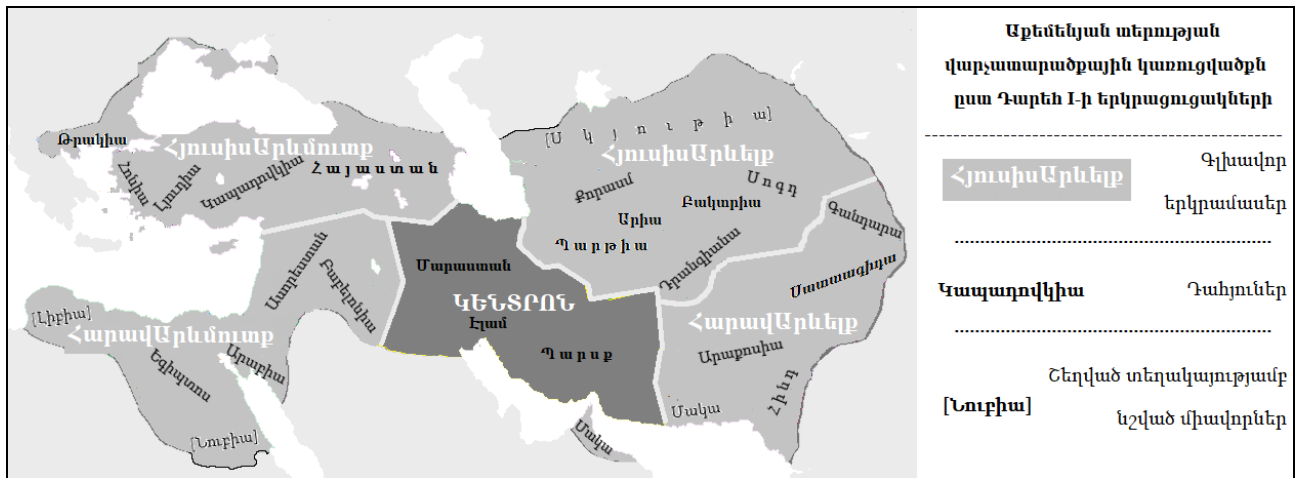 Թրակիա
ՀյուսիսԱրևմուտք
Հոնիա
Լյուդիա
Կապադովկիա
Հայաստան
[Սկյութիա]
ՀյուսիսԱրևելք
Քորասմ
Սոգդ
Բակտրիա
Արիա
Պարթիա
Դրանգիանա
Գանդարա
Սատտագիդա
Մարաստան
ԿԵՆՏՐՈՆ
Էլամ
Պարսք
Ասորեստան
Բաբելոնիա
[Լիբիա]
ՀարավԱրևմուտք
Եգիպտոս
Արաբիա
[Նուբիա]
ՀարավԱրևելք
Արաքոսիա
Հինդ
Մակա
Մակա
Աքեմենյան տերության
վարչատարածքային կառուցվածքն
ըստ Դարեհ I-ի երկրացուցակների
ՀյուսիսԱրևելք
Գլխավոր
երկրամասեր
Կապադովկիա Դահյուներ
Շեղված տեղակայությամբ
[Նուբիա] նշված միավորներ